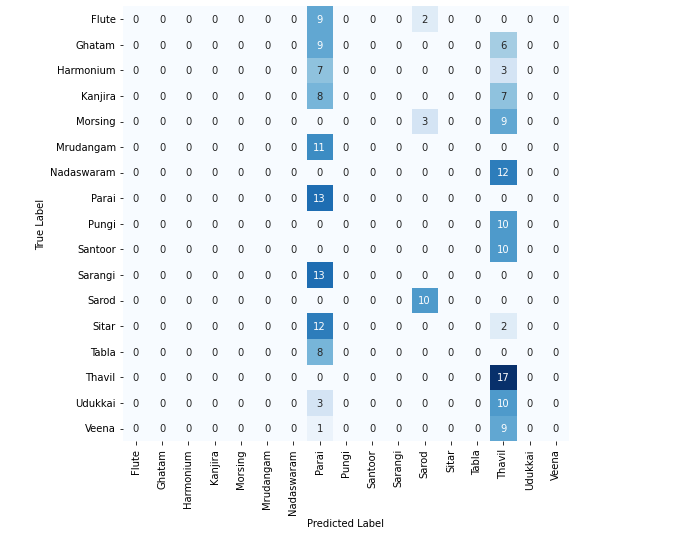 Flute 0 0 0 0 0 0 0 9 0 0 0 2 0 0 0 0 0
Ghatam 0 0 0 0 0 0 0 9 0 0 0 0 0 0 6 0 0
Harmonium 0 0 0 0 0 0 0 7 0 0 0 0 0 0 3 0 0
Kanjira 0 0 0 0 0 0 0 8 0 0 0 0 0 0 7 0 0
Morsing 0 0 0 0 0 0 0 0 0 0 0 3 0 0 9 0 0
Mrudangam 0 0 0 0 0 0 0 11 0 0 0 0 0 0 0 0 0
Nadaswaram 0 0 0 0 0 0 0 0 0 0 0 0 0 0 12 0 0
Parai 0 0 0 0 0 0 0 13 0 0 0 0 0 0 0 0 0
True Label
Pungi 0 0 0 0 0 0 0 0 0 0 0 0 0 0 10 0 0
Santoor 0 0 0 0 0 0 0 0 0 0 0 0 0 0 10 0 0
Sarangi 0 0 0 0 0 0 0 13 0 0 0 0 0 0 0 0 0
Sarod 0 0 0 0 0 0 0 0 0 0 0 10 0 0 0 0 0
Sitar 0 0 0 0 0 0 0 12 0 0 0 0 0 0 2 0 0
Tabla 0 0 0 0 0 0 0 8 0 0 0 0 0 0 0 0 0
Thavil 0 0 0 0 0 0 0 0 0 0 0 0 0 0 17 0 0
Udukkai 0 0 0 0 0 0 0 3 0 0 0 0 0 0 10 0 0
Veena 0 0 0 0 0 0 0 1 0 0 0 0 0 0 9 0 0
Flute Ghatam Harmonium Kanjira Morsing Mrudangam Nadaswaram Parai Pungi Santoor Sarangi Sarod Sitar Tabla Thavil Udukkai Veena
Predicted Label